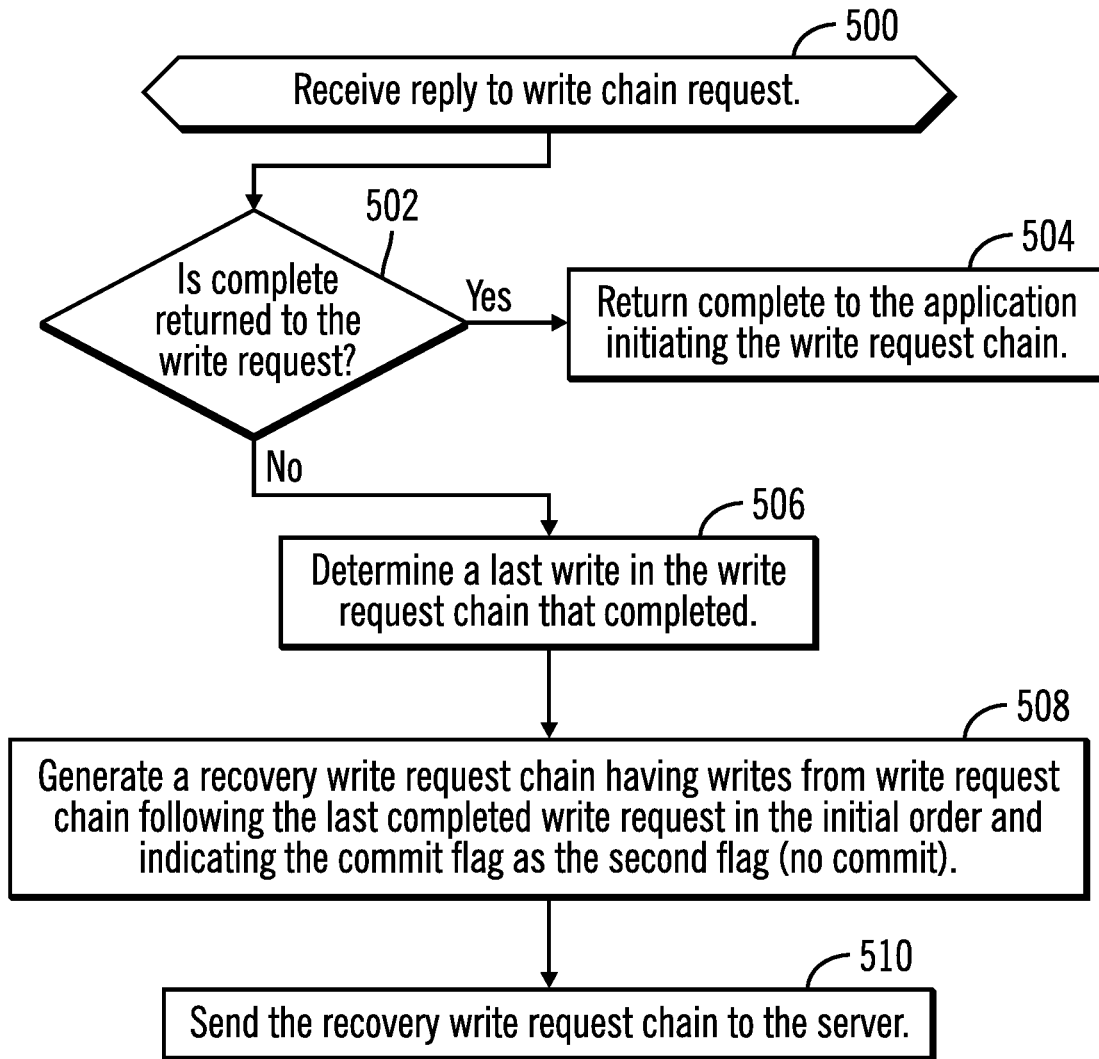 500
Receive reply to write chain request.
502
Is complete
returned to the
write request?
Yes
504
Return complete to the application
initiating the write request chain.
No
506
Determine a last write in the write
request chain that completed.
508
Generate a recovery write request chain having writes from write request
chain following the last completed write request in the initial order and
indicating the commit flag as the second flag (no commit).
510
Send the recovery write request chain to the server.